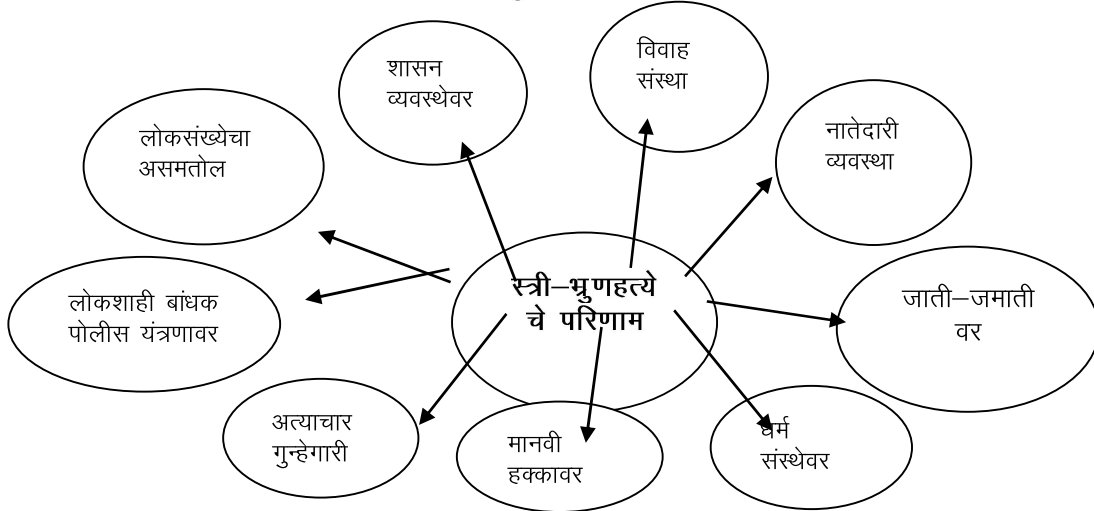 शासन
व्यवस्थेवर
विवाह
संस्था
लोकसंख्येचा
असमतोल
नातेदारी
व्यवस्था
स्त्री–भ्रुणहत्ये
चे परिणाम
लोकशाही बांधक
पोलीस यंत्रणावर
जाती–जमाती
वर
अत्याचार
गुन्हेगारी
मानवी
हक्कावर
धर्म
संस्थेवर